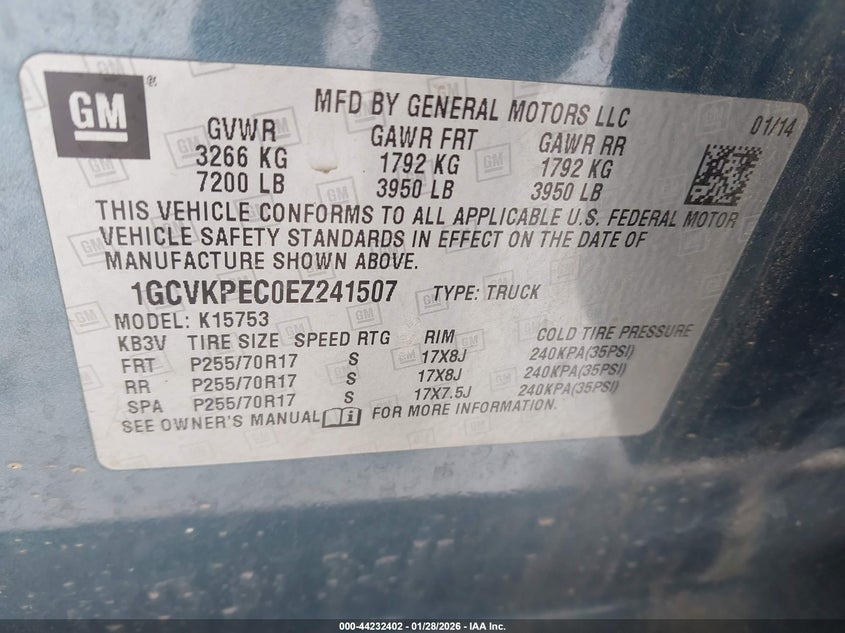 GM ®
MFD BY GENERAL MOTORS LLC
01/14
GVWR GAWR FRT GAWR RR
3266 KG 1792 KG 1792 KG
7200 LB 3950 LB 3950 LB
THIS VEHICLE CONFORMS TO ALL APPLICABLE U.S. FEDERAL MOTOR
VEHICLE SAFETY STANDARDS IN EFFECT ON THE DATE OF
MANUFACTURE SHOWN ABOVE.
1GCVKPEC0EZ241507 TYPE: TRUCK
MODEL: K15753
KB3V TIRE SIZE SPEED RTG RIM COLD TIRE PRESSURE
FRT P255/70R17 S 17X8J 240KPA(35PSI)
RR P255/70R17 S 17X8J 240KPA(35PSI)
SPA P255/70R17 S 17X7.5J 240KPA(35PSI)
SEE OWNER'S MANUAL FOR MORE INFORMATION.
000-44232402 - 01/28/2026 - IAA Inc.